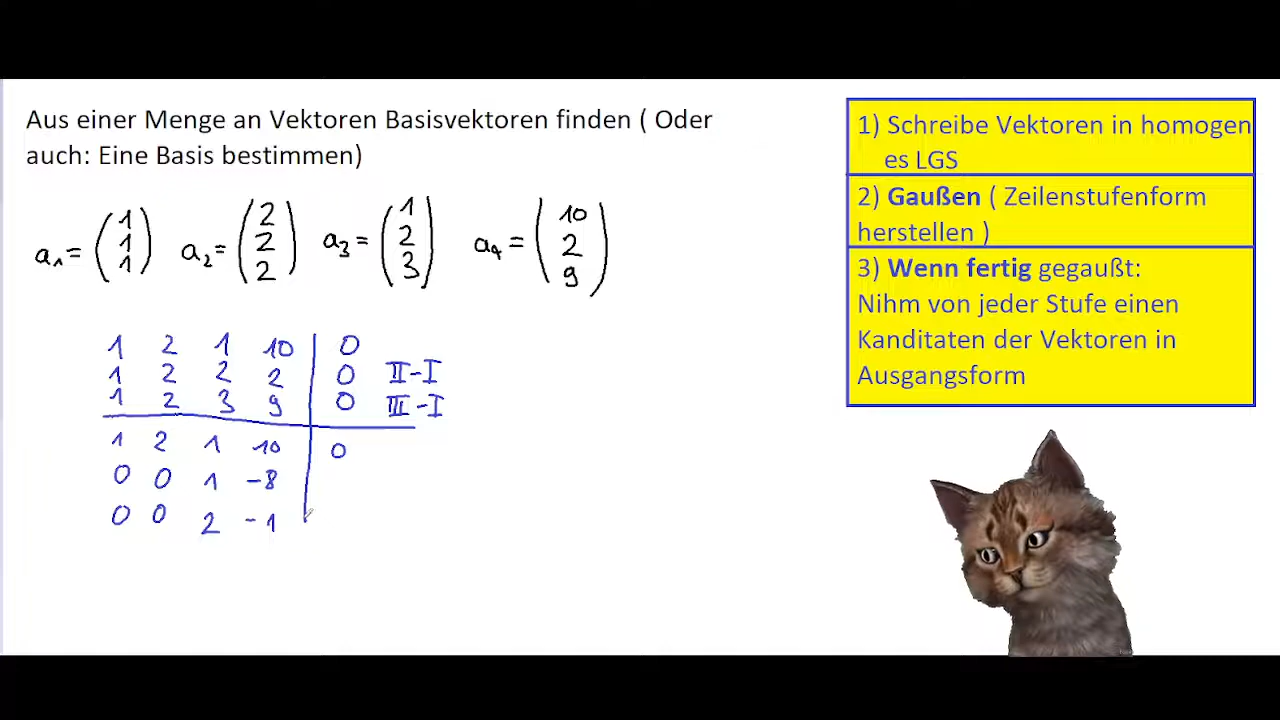 Aus einer Menge an Vektoren Basisvektoren finden ( Oder
auch: Eine Basis bestimmen)
a₁ = (1 1 1) a₂ = (2 2 2) a₃ = (1 2 3) a₄ = (10 2 9)
1 2 1 10 | 0
1 2 2 2 | 0 II-I
1 2 3 9 | 0 III-I
1 2 1 10 | 0
0 0 1 -8
0 0 2 -1
1) Schreibe Vektoren in homogen
es LGS
2) Gaußen ( Zeilenstufenform
herstellen )
3) Wenn fertig gegaußt:
Nihm von jeder Stufe einen
Kanditaten der Vektoren in
Ausgangsform